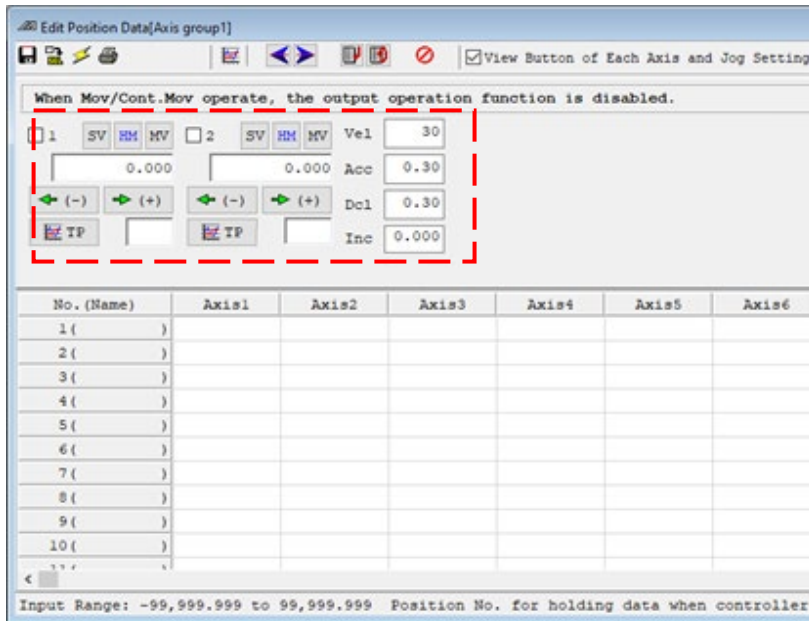 Edit Position Data[Axis group1]
View Button of Each Axis and Jog Setting
When Mov/Cont.Mov operate, the output operation function is disabled.
1 SV HM MV 2 SV HM MV Vel 30
0.000 0.000 Acc 0.30
(-) (+) (-) (+) Dcl 0.30
TP TP Inc 0.000
No.(Name) Axis1 Axis2 Axis3 Axis4 Axis5 Axis6
1( )
2( )
3( )
4( )
5( )
6( )
7( )
8( )
9( )
10( )
Input Range: -99,999.999 to 99,999.999 Position No. for holding data when controller